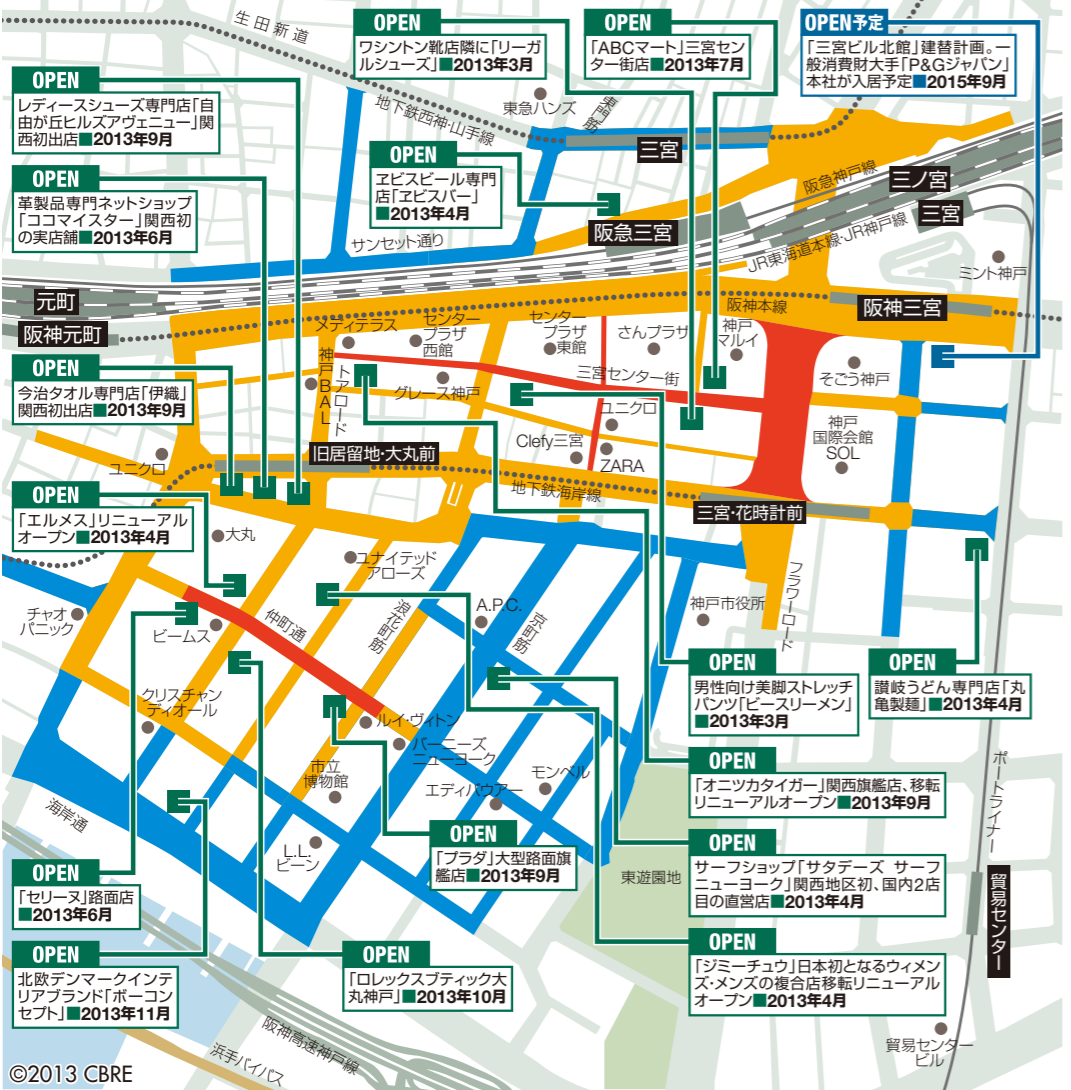 生田新道
OPEN
ワシントン靴店隣に「リーガ
ルシューズ」■2013年3月
OPEN
「ABCマート」三宮セン
ター街店■2013年7月
OPEN予定
「三宮ビル北館」建替計画。一
般消費財大手「P&Gジャパン」
本社が入居予定■2015年9月
OPEN
レディースシューズ専門店「自
由が丘ヒルズアヴェニュー」関
西初出店■2013年9月
地下鉄西神・山手線
東急ハンズ
東門筋
三宮
OPEN
ヱビスビール専門
店「ヱビスバー」
■2013年4月
OPEN
革製品専門ネットショップ
「ココマイスター」関西初
の実店舗■2013年6月
サンセット通り
阪急三宮
阪急神戸線
三ノ宮
三宮
JR東海道本線・JR神戸線
ミント神戸
元町
阪神元町
阪神本線
阪神三宮
メディテラス
センター
プラザ
西館
センター
プラザ
東館
さんプラザ
神戸
マルイ
神戸BAL
トアロード
グレース神戸
三宮センター街
そごう神戸
OPEN
今治タオル専門店「伊織」
関西初出店■2013年9月
ユニクロ
Clefy三宮
ZARA
神戸
国際会館
SOL
ユニクロ
旧居留地・大丸前
地下鉄海岸線
三宮・花時計前
OPEN
「エルメス」リニューアル
オープン■2013年4月
大丸
ユナイテッド
アローズ
フラワーロード
チャオ
パニック
ビームス
仲町通
浪花町筋
A.P.C.
京町筋
神戸市役所
OPEN
男性向け美脚ストレッチ
パンツ「ビースリーメン」
■2013年3月
OPEN
讃岐うどん専門店「丸
亀製麺」■2013年4月
クリスチャン
ディオール
ルイ・ヴィトン
バーニーズ
ニューヨーク
市立
博物館
モンベル
エディバウアー
OPEN
「オニツカタイガー」関西旗艦店、移転
リニューアルオープン■2013年9月
ポートライナー
海岸通
L.L.
ビーン
OPEN
「プラダ」大型路面旗
艦店■2013年9月
東遊園地
OPEN
サーフショップ「サタデーズ サーフ
ニューヨーク」関西地区初、国内2店
目の直営店■2013年4月
貿易センター
OPEN
「セリーヌ」路面店
■2013年6月
OPEN
北欧デンマークインテ
リアブランド「ボーコン
セプト」■2013年11月
OPEN
「ロレックスブティック大
丸神戸」■2013年10月
OPEN
「ジミーチュウ」日本初となるウィメン
ズ・メンズの複合店移転リニューアル
オープン■2013年4月
阪神高速神戸線
浜手バイパス
貿易センター
ビル
©2013 CBRE